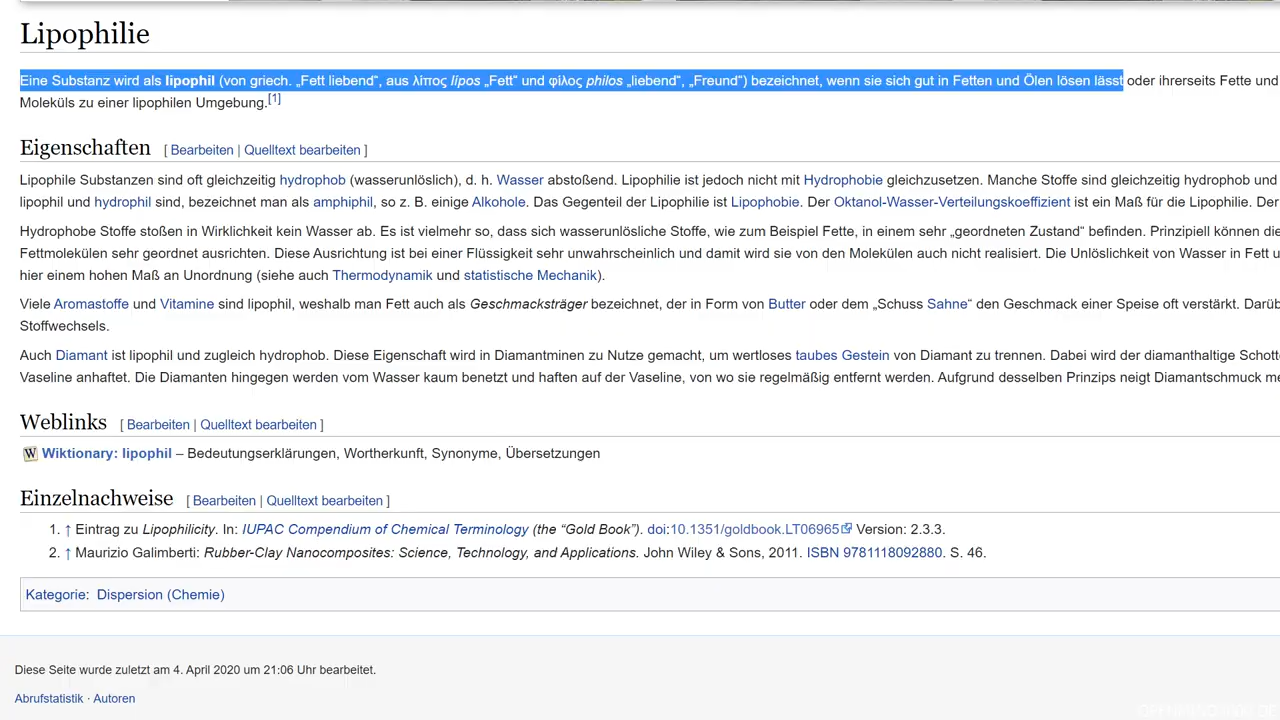 Lipophilie
Eine Substanz wird als lipophil (von griech. „Fett liebend“, aus λίπος lipos „Fett“ und φίλος philos „liebend“, „Freund“) bezeichnet, wenn sie sich gut in Fetten und Ölen lösen lässt oder ihrerseits Fette und
Moleküls zu einer lipophilen Umgebung.[1]
Eigenschaften [ Bearbeiten | Quelltext bearbeiten ]
Lipophile Substanzen sind oft gleichzeitig hydrophob (wasserunlöslich), d. h. Wasser abstoßend. Lipophilie ist jedoch nicht mit Hydrophobie gleichzusetzen. Manche Stoffe sind gleichzeitig hydrophob und
lipophil und hydrophil sind, bezeichnet man als amphiphil, so z. B. einige Alkohole. Das Gegenteil der Lipophilie ist Lipophobie. Der Oktanol-Wasser-Verteilungskoeffizient ist ein Maß für die Lipophilie. Der
Hydrophobe Stoffe stoßen in Wirklichkeit kein Wasser ab. Es ist vielmehr so, dass sich wasserunlösliche Stoffe, wie zum Beispiel Fette, in einem sehr „geordneten Zustand“ befinden. Prinzipiell können die
Fettmolekülen sehr geordnet ausrichten. Diese Ausrichtung ist bei einer Flüssigkeit sehr unwahrscheinlich und damit wird sie von den Molekülen auch nicht realisiert. Die Unlöslichkeit von Wasser in Fett u
hier einem hohen Maß an Unordnung (siehe auch Thermodynamik und statistische Mechanik).
Viele Aromastoffe und Vitamine sind lipophil, weshalb man Fett auch als Geschmacksträger bezeichnet, der in Form von Butter oder dem „Schuss Sahne“ den Geschmack einer Speise oft verstärkt. Darüb
Stoffwechsels.
Auch Diamant ist lipophil und zugleich hydrophob. Diese Eigenschaft wird in Diamantminen zu Nutze gemacht, um wertloses taubes Gestein von Diamant zu trennen. Dabei wird der diamanthaltige Schott
Vaseline anhaftet. Die Diamanten hingegen werden vom Wasser kaum benetzt und haften auf der Vaseline, von wo sie regelmäßig entfernt werden. Aufgrund desselben Prinzips neigt Diamantschmuck me
Weblinks [ Bearbeiten | Quelltext bearbeiten ]
W Wiktionary: lipophil – Bedeutungserklärungen, Wortherkunft, Synonyme, Übersetzungen
Einzelnachweise [ Bearbeiten | Quelltext bearbeiten ]
1. ↑ Eintrag zu Lipophilicity. In: IUPAC Compendium of Chemical Terminology (the “Gold Book”). doi:10.1351/goldbook.LT06965 Version: 2.3.3.
2. ↑ Maurizio Galimberti: Rubber-Clay Nanocomposites: Science, Technology, and Applications. John Wiley & Sons, 2011. ISBN 9781118092880. S. 46.
Kategorie: Dispersion (Chemie)
Diese Seite wurde zuletzt am 4. April 2020 um 21:06 Uhr bearbeitet.
Abrufstatistik · Autoren